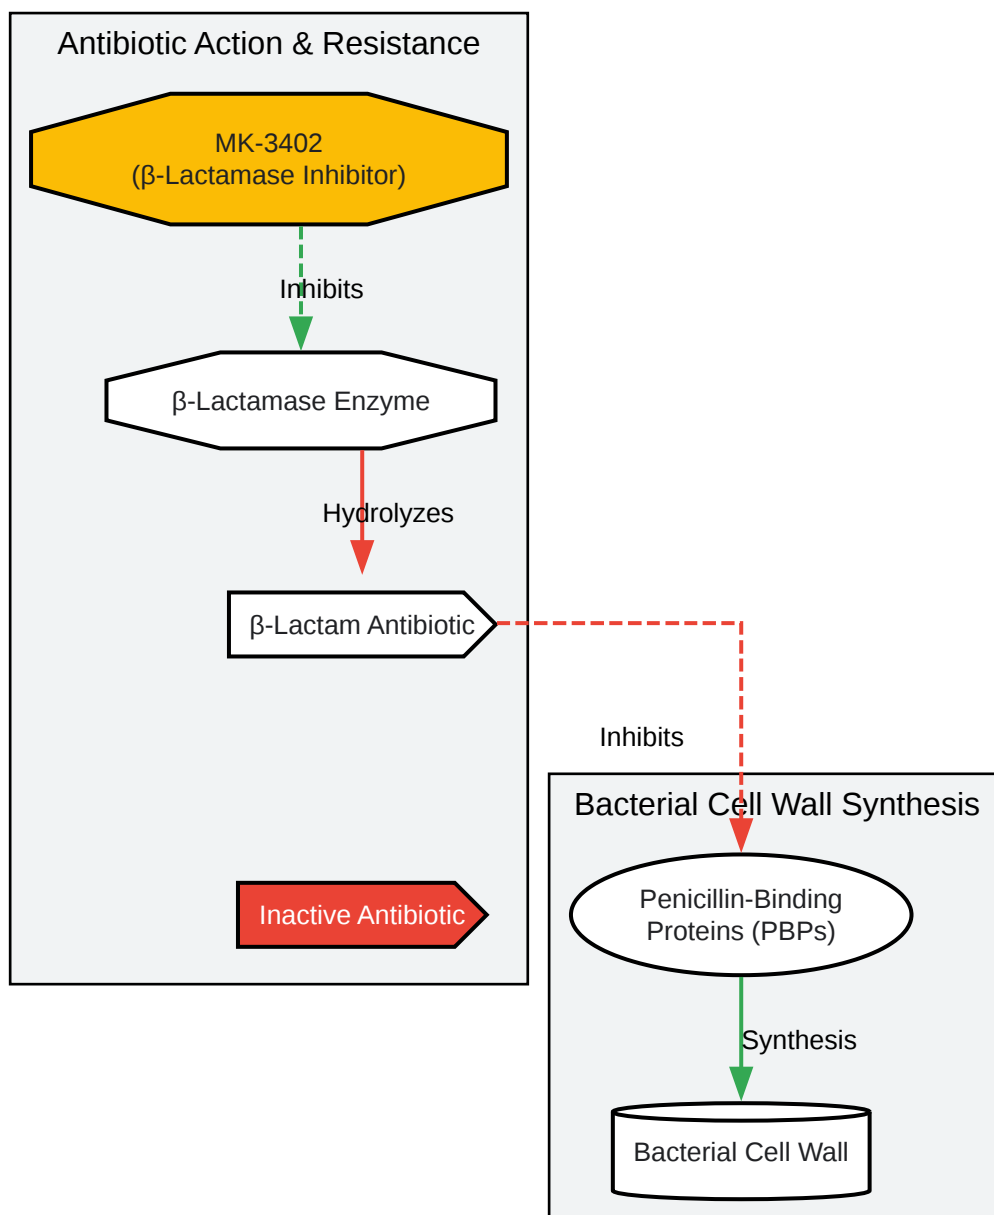 Antibiotic Action & Resistance
MK-3402
(β-Lactamase Inhibitor)
Inhibits
β-Lactamase Enzyme
Hydrolyzes
β-Lactam Antibiotic
Inhibits
Bacterial Cell Wall Synthesis
Penicillin-Binding
Proteins (PBPs)
Inactive Antibiotic
Synthesis
Bacterial Cell Wall